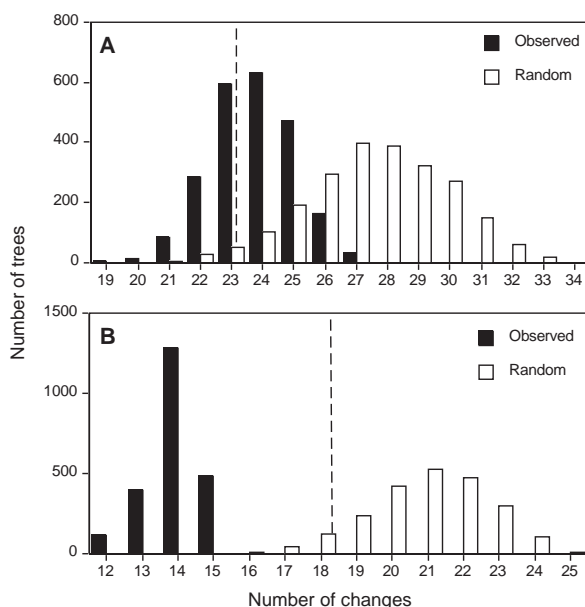 800
A
Observed
Random
600
400
200
0
19 20 21 22 23 24 25 26 27 28 29 30 31 32 33 34
Number of trees
1500
B
Observed
Random
1000
500
0
12 13 14 15 16 17 18 19 20 21 22 23 24 25
Number of changes